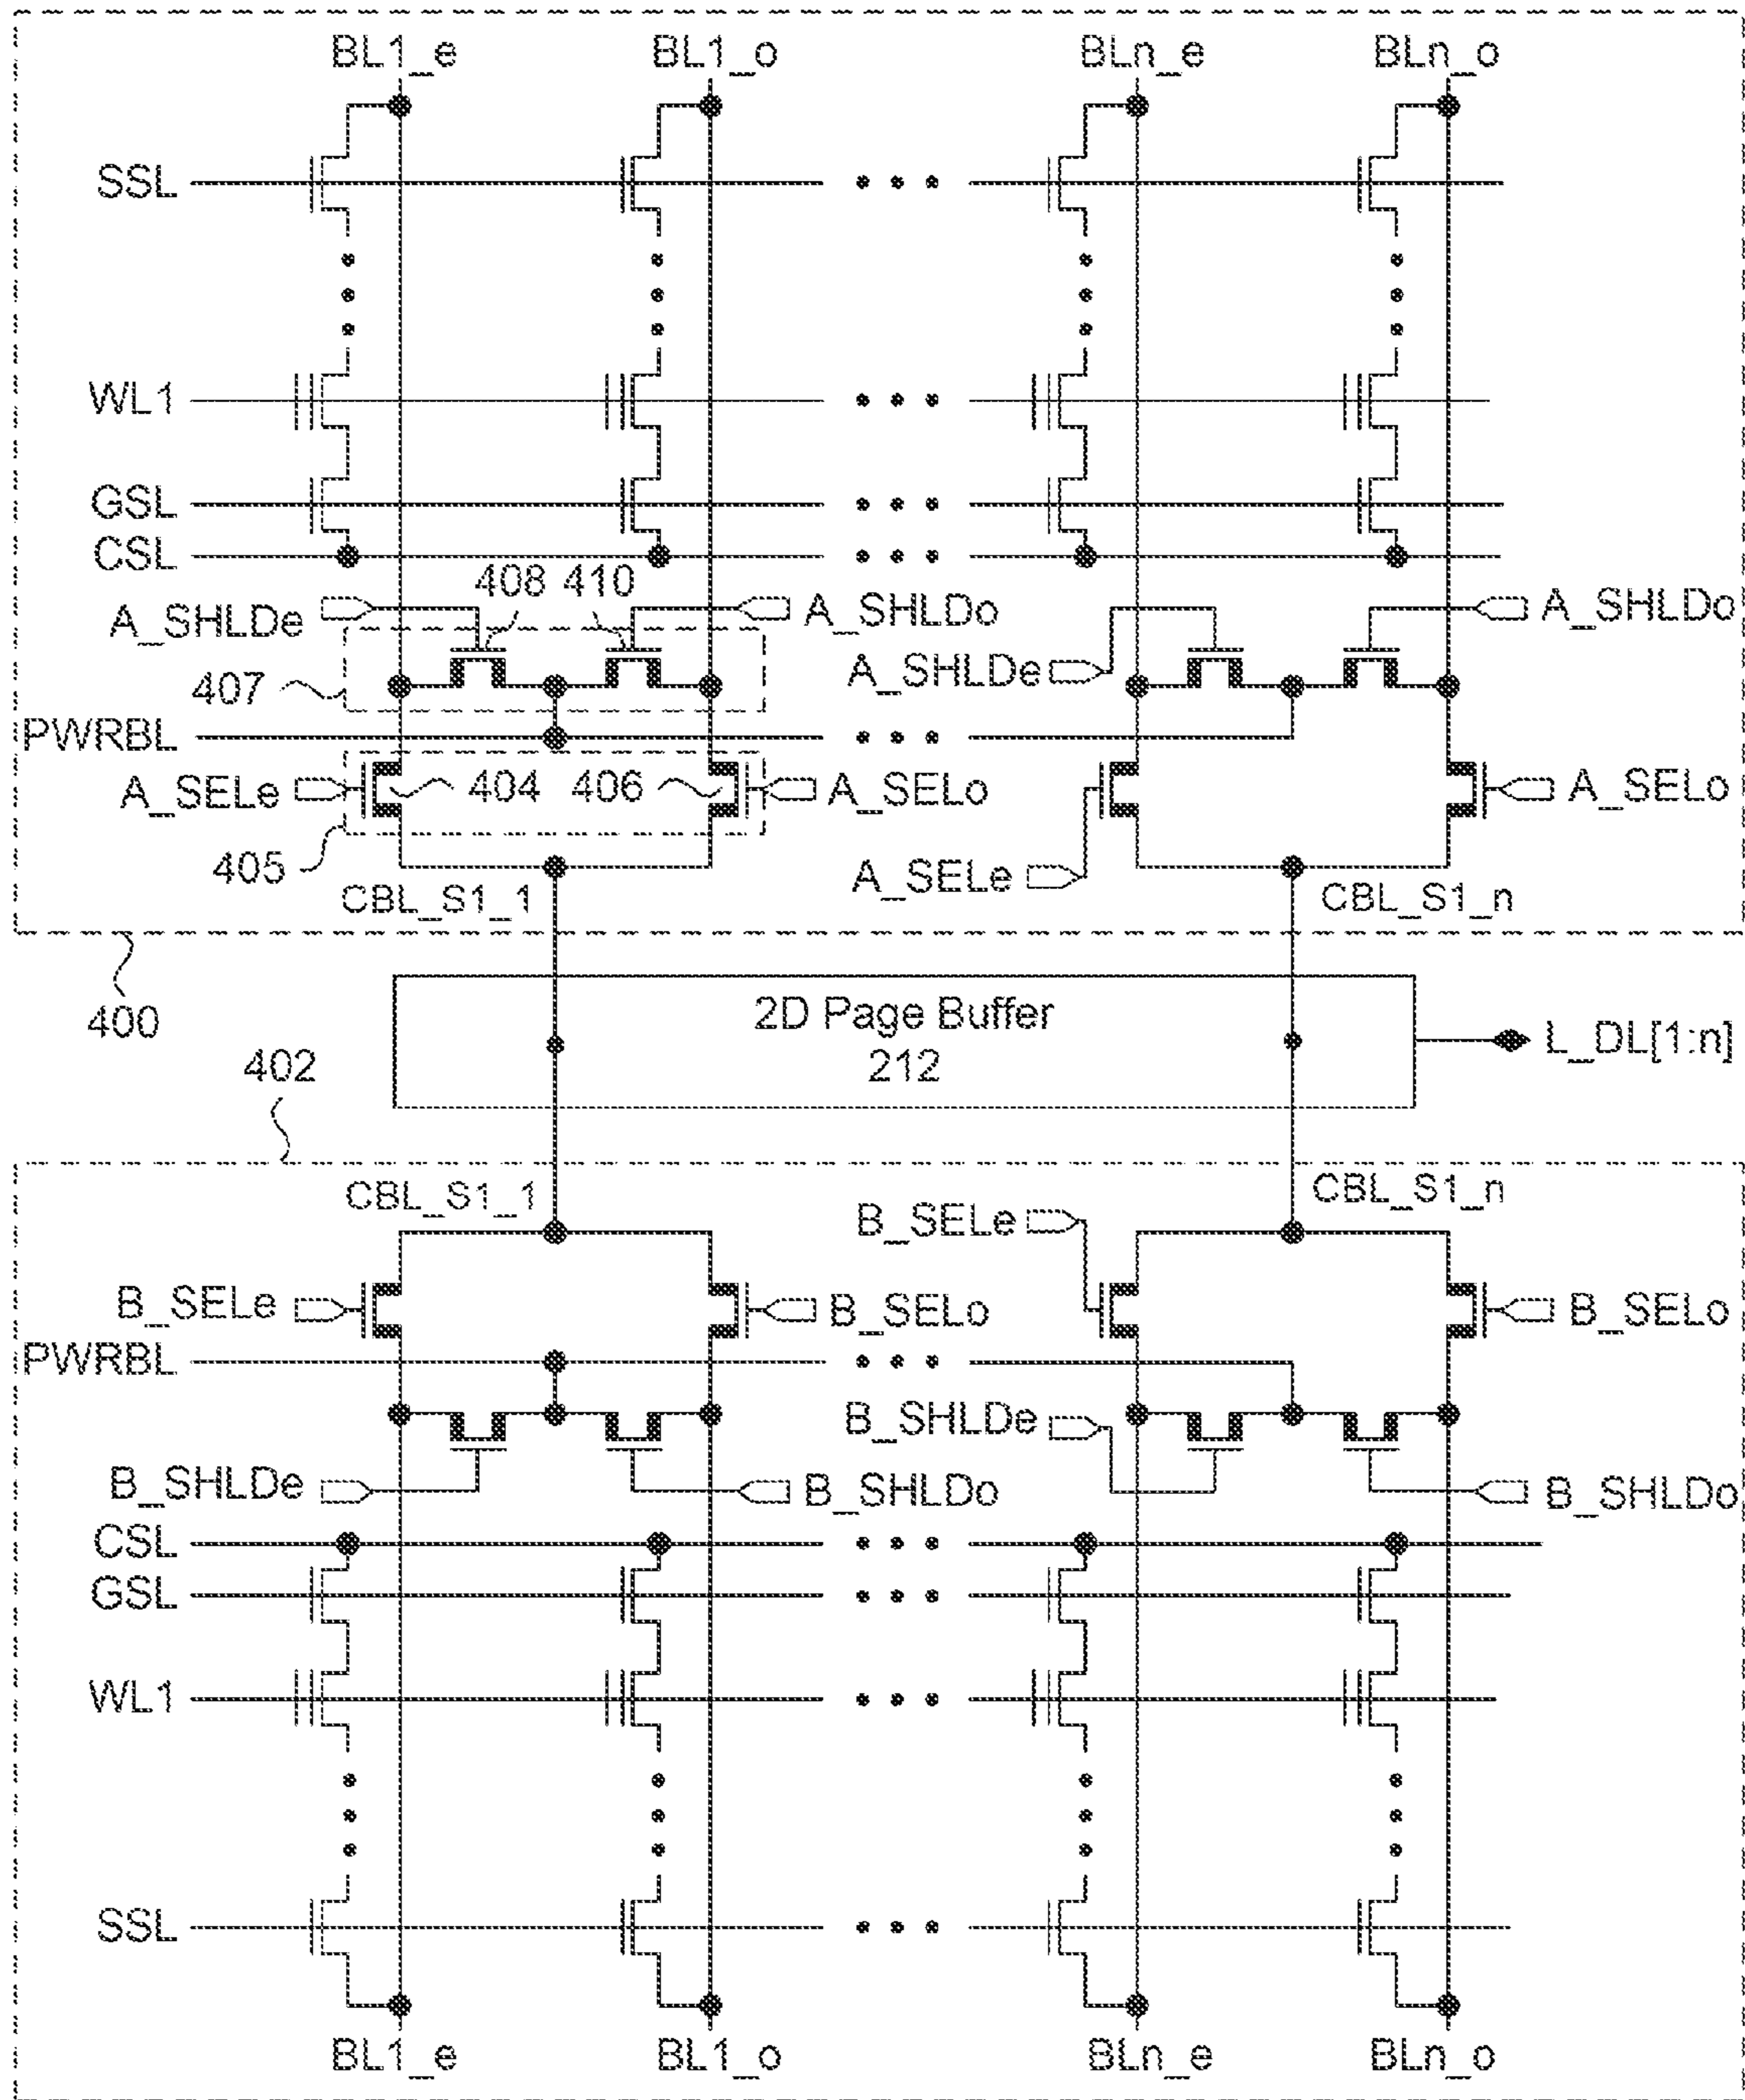 BL1_e BL1_o BLn_e BLn_o
SSL
WL1
GSL
CSL
408 410
A_SHLDe A_SHLDo A_SHLDo
A_SHLDe
407
PWRBL
A_SELe 404 406 A_SELo A_SELo
405 A_SELe
CBL_S1_1 CBL_S1_n
400
2D Page Buffer
212
L_DL[1:n]
402
CBL_S1_1 CBL_S1_n
B_SELe
B_SELe B_SELo B_SELo
PWRBL
B_SHLDe
B_SHLDe B_SHLDo B_SHLDo
CSL
GSL
WL1
SSL
BL1_e BL1_o BLn_e BLn_o